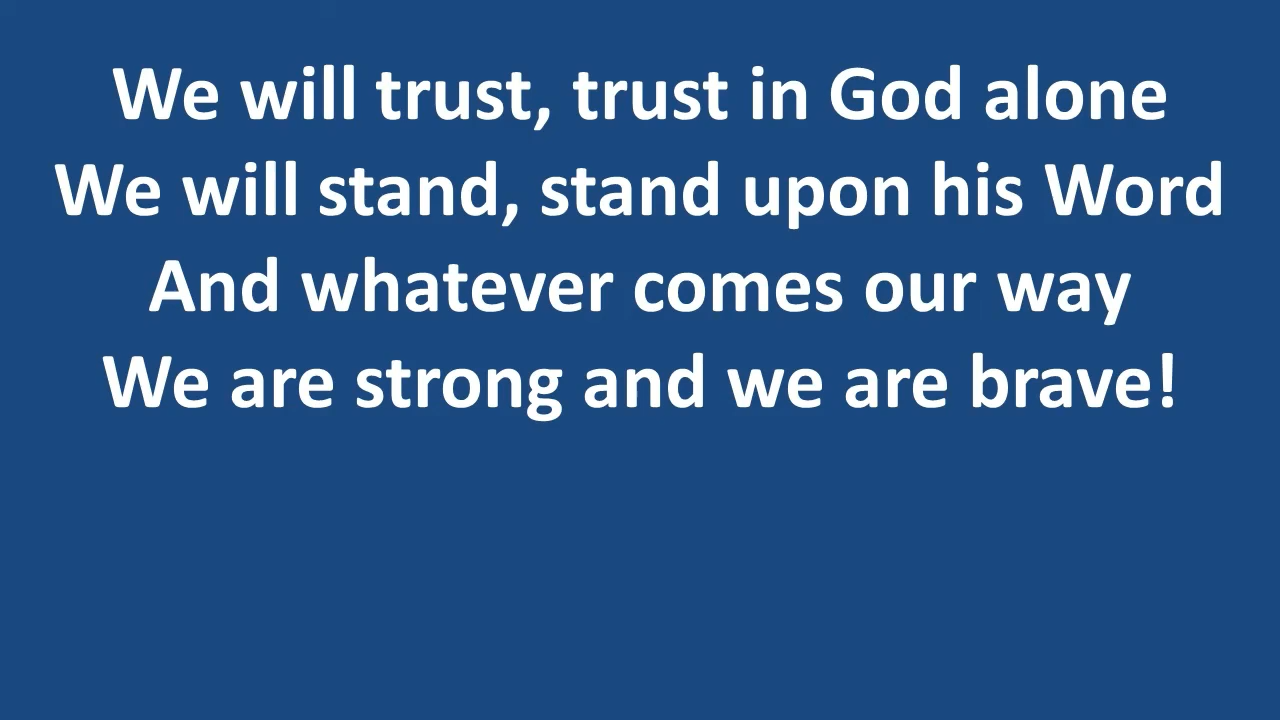 We will trust, trust in God alone
We will stand, stand upon his Word
And whatever comes our way
We are strong and we are brave!